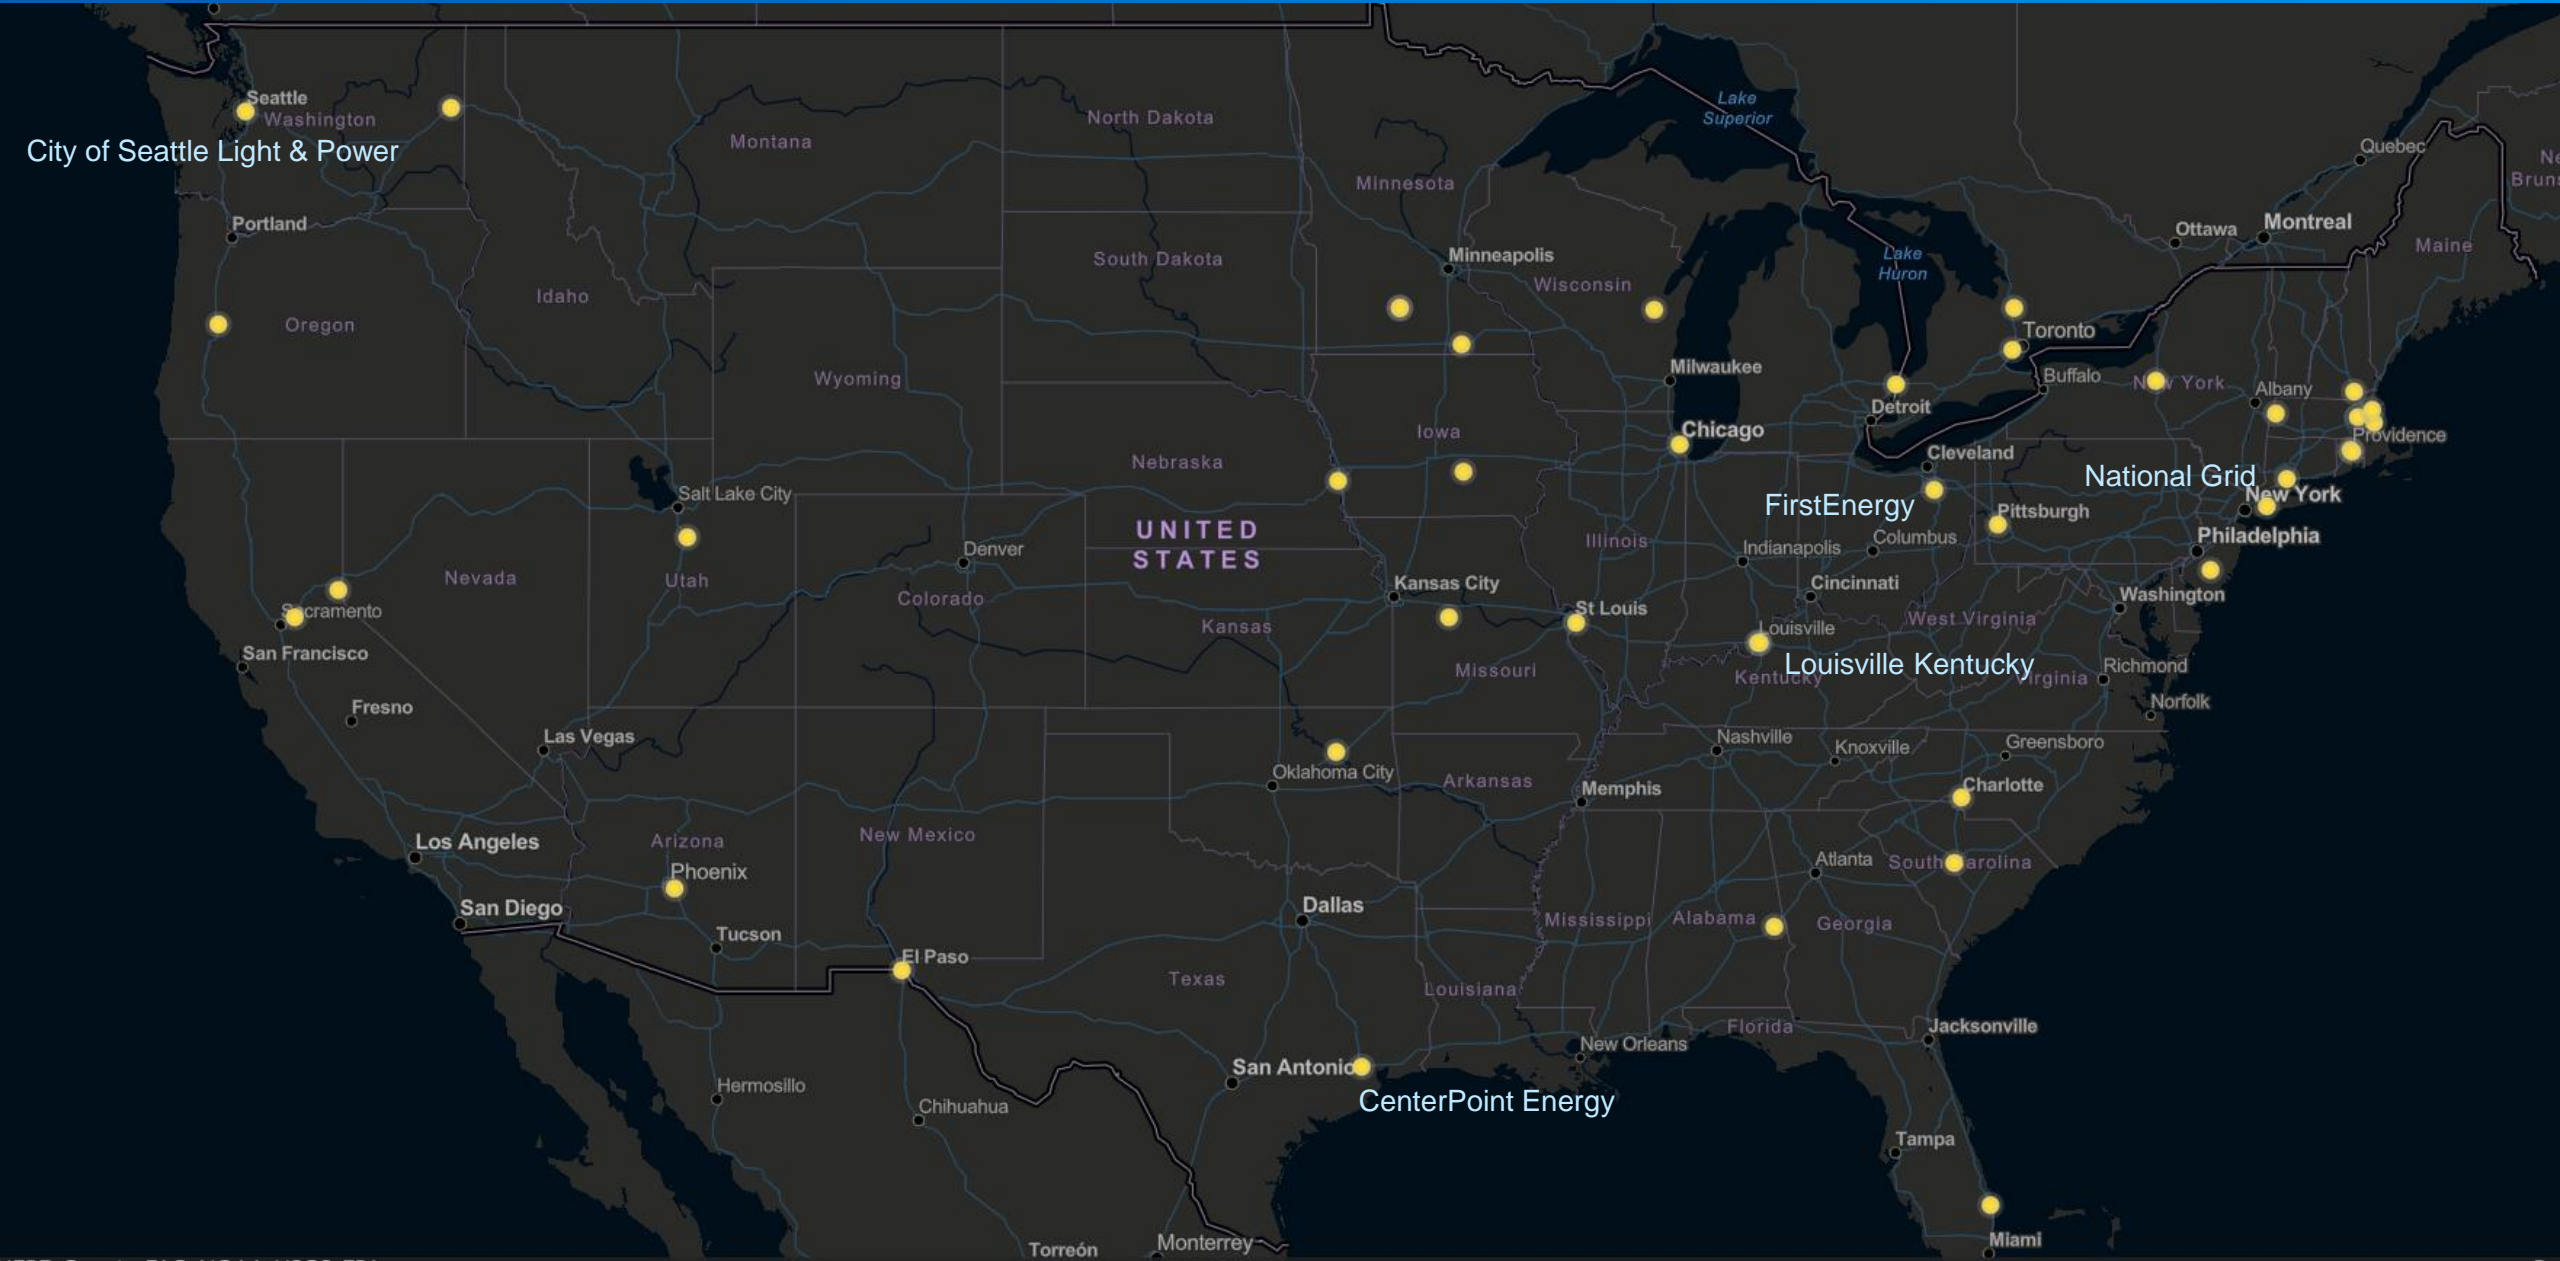 Seattle
Washington
City of Seattle Light & Power
Montana
North Dakota
Minnesota
Lake
Superior
Quebec
Portland
South Dakota
Minneapolis
Wisconsin
Lake
Huron
Ottawa
Montreal
Maine
Idaho
Oregon
Toronto
Wyoming
Milwaukee
Buffalo
New York
Albany
Detroit
Iowa
Chicago
Providence
Nebraska
Cleveland
National Grid
New York
Salt Lake City
FirstEnergy
Pittsburgh
UNITED
STATES
Illinois
Indianapolis
Columbus
Philadelphia
Denver
Nevada
Utah
Colorado
Kansas City
Cincinnati
Washington
Sacramento
Kansas
St Louis
Louisville
West Virginia
San Francisco
Missouri
Louisville Kentucky
Kentucky
Virginia
Richmond
Fresno
Norfolk
Las Vegas
Nashville
Knoxville
Greensboro
Oklahoma City
Arkansas
Memphis
Charlotte
Los Angeles
Arizona
New Mexico
Phoenix
Atlanta
South Carolina
San Diego
Dallas
Mississippi
Alabama
Georgia
Tucson
El Paso
Texas
Louisiana
Florida
Jacksonville
New Orleans
San Antonio
Hermosillo
Chihuahua
CenterPoint Energy
Tampa
Miami
Torreón
Monterrey